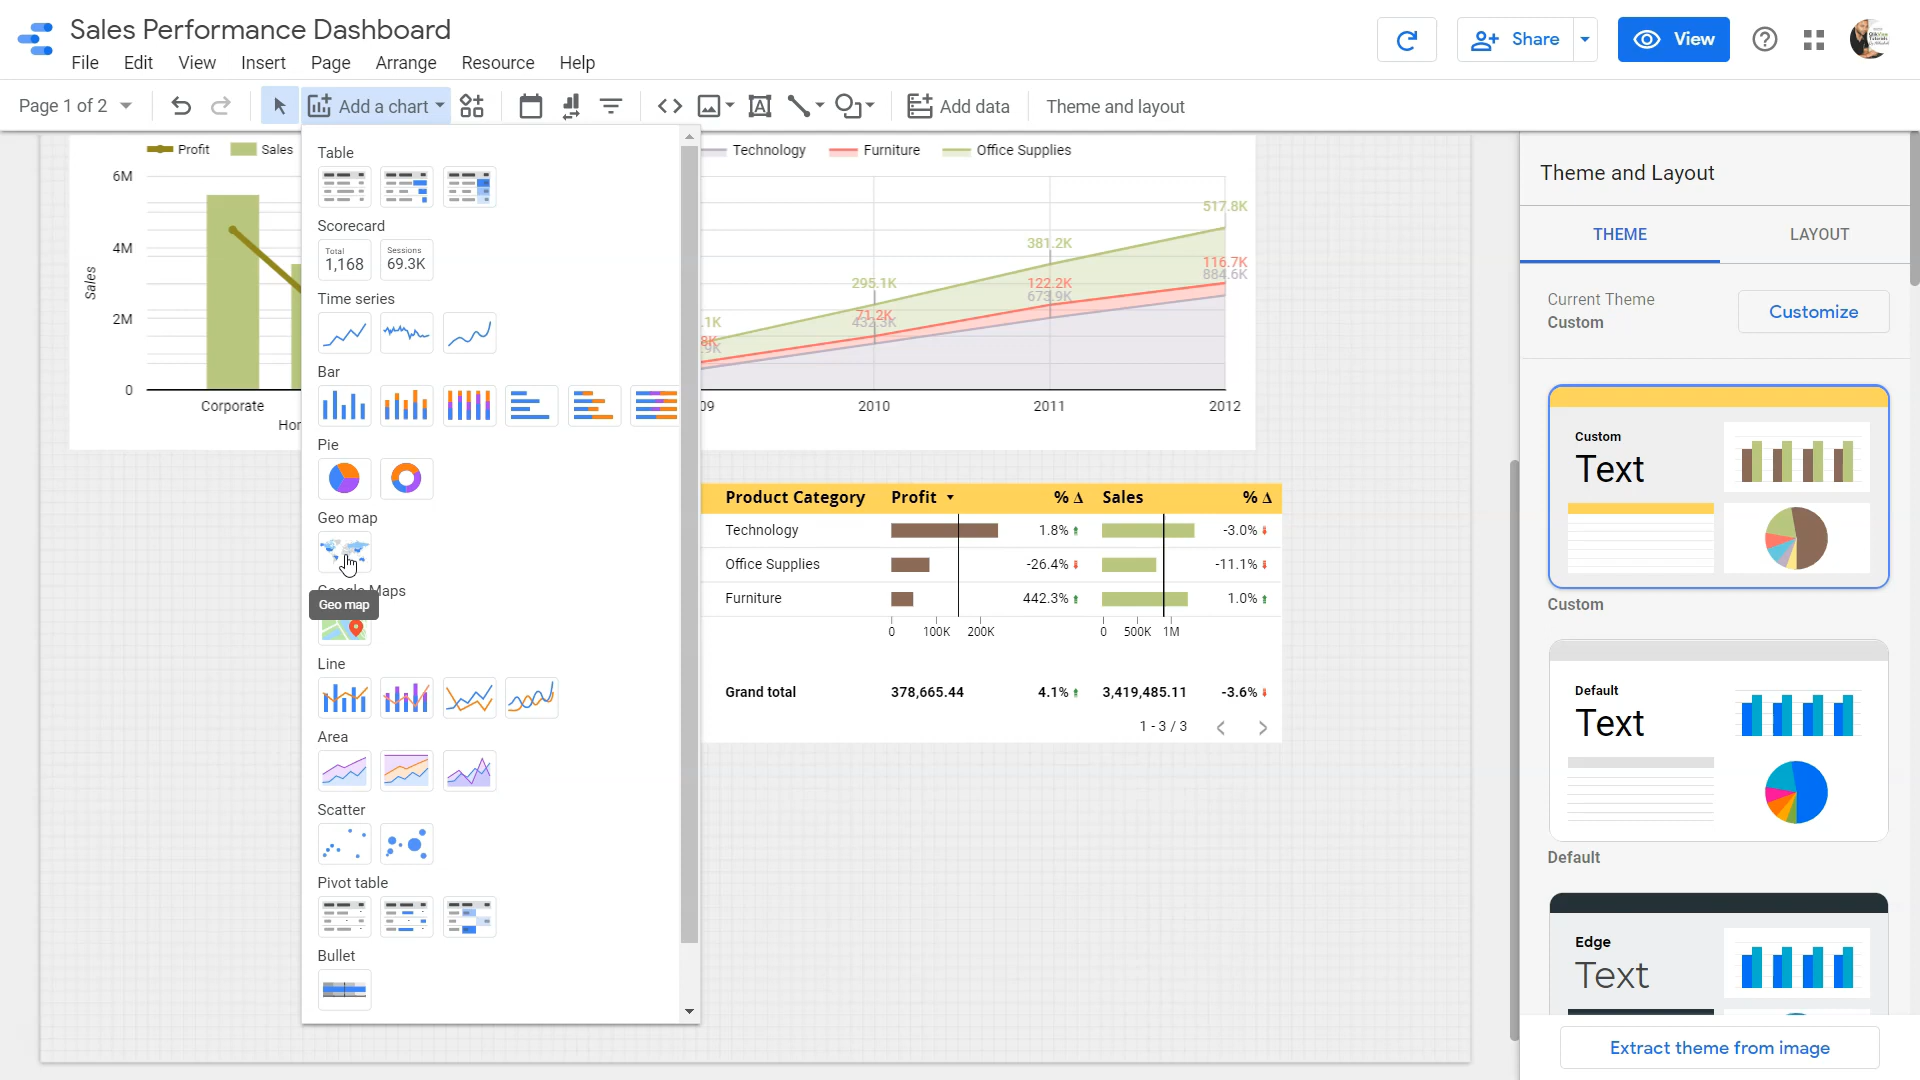 Sales Performance Dashboard
File Edit View Insert Page Arrange Resource Help
Share
View
Page 1 of 2
Add a chart
Add data
Theme and layout
Profit Sales
6M
4M
2M
0
Sales
Corporate
Table
Scorecard
Total
1,168
Sessions
69.3K
Time series
Bar
Pie
Geo map
Geo map
Line
Area
Scatter
Pivot table
Bullet
Technology Furniture Office Supplies
517.8K
381.2K
116.7K
884.6K
295.1K
122.2K
673.9K
71.2K
432.3K
2010 2011 2012
Product Category Profit % Δ Sales % Δ
Technology 1.8% -3.0%
Office Supplies -26.4% -11.1%
Furniture 442.3% 1.0%
0 100K 200K 0 500K 1M
Grand total 378,665.44 4.1% 3,419,485.11 -3.6%
1 - 3 / 3
Theme and Layout
THEME LAYOUT
Current Theme
Custom
Customize
Custom
Text
Custom
Default
Text
Default
Edge
Text
Extract theme from image